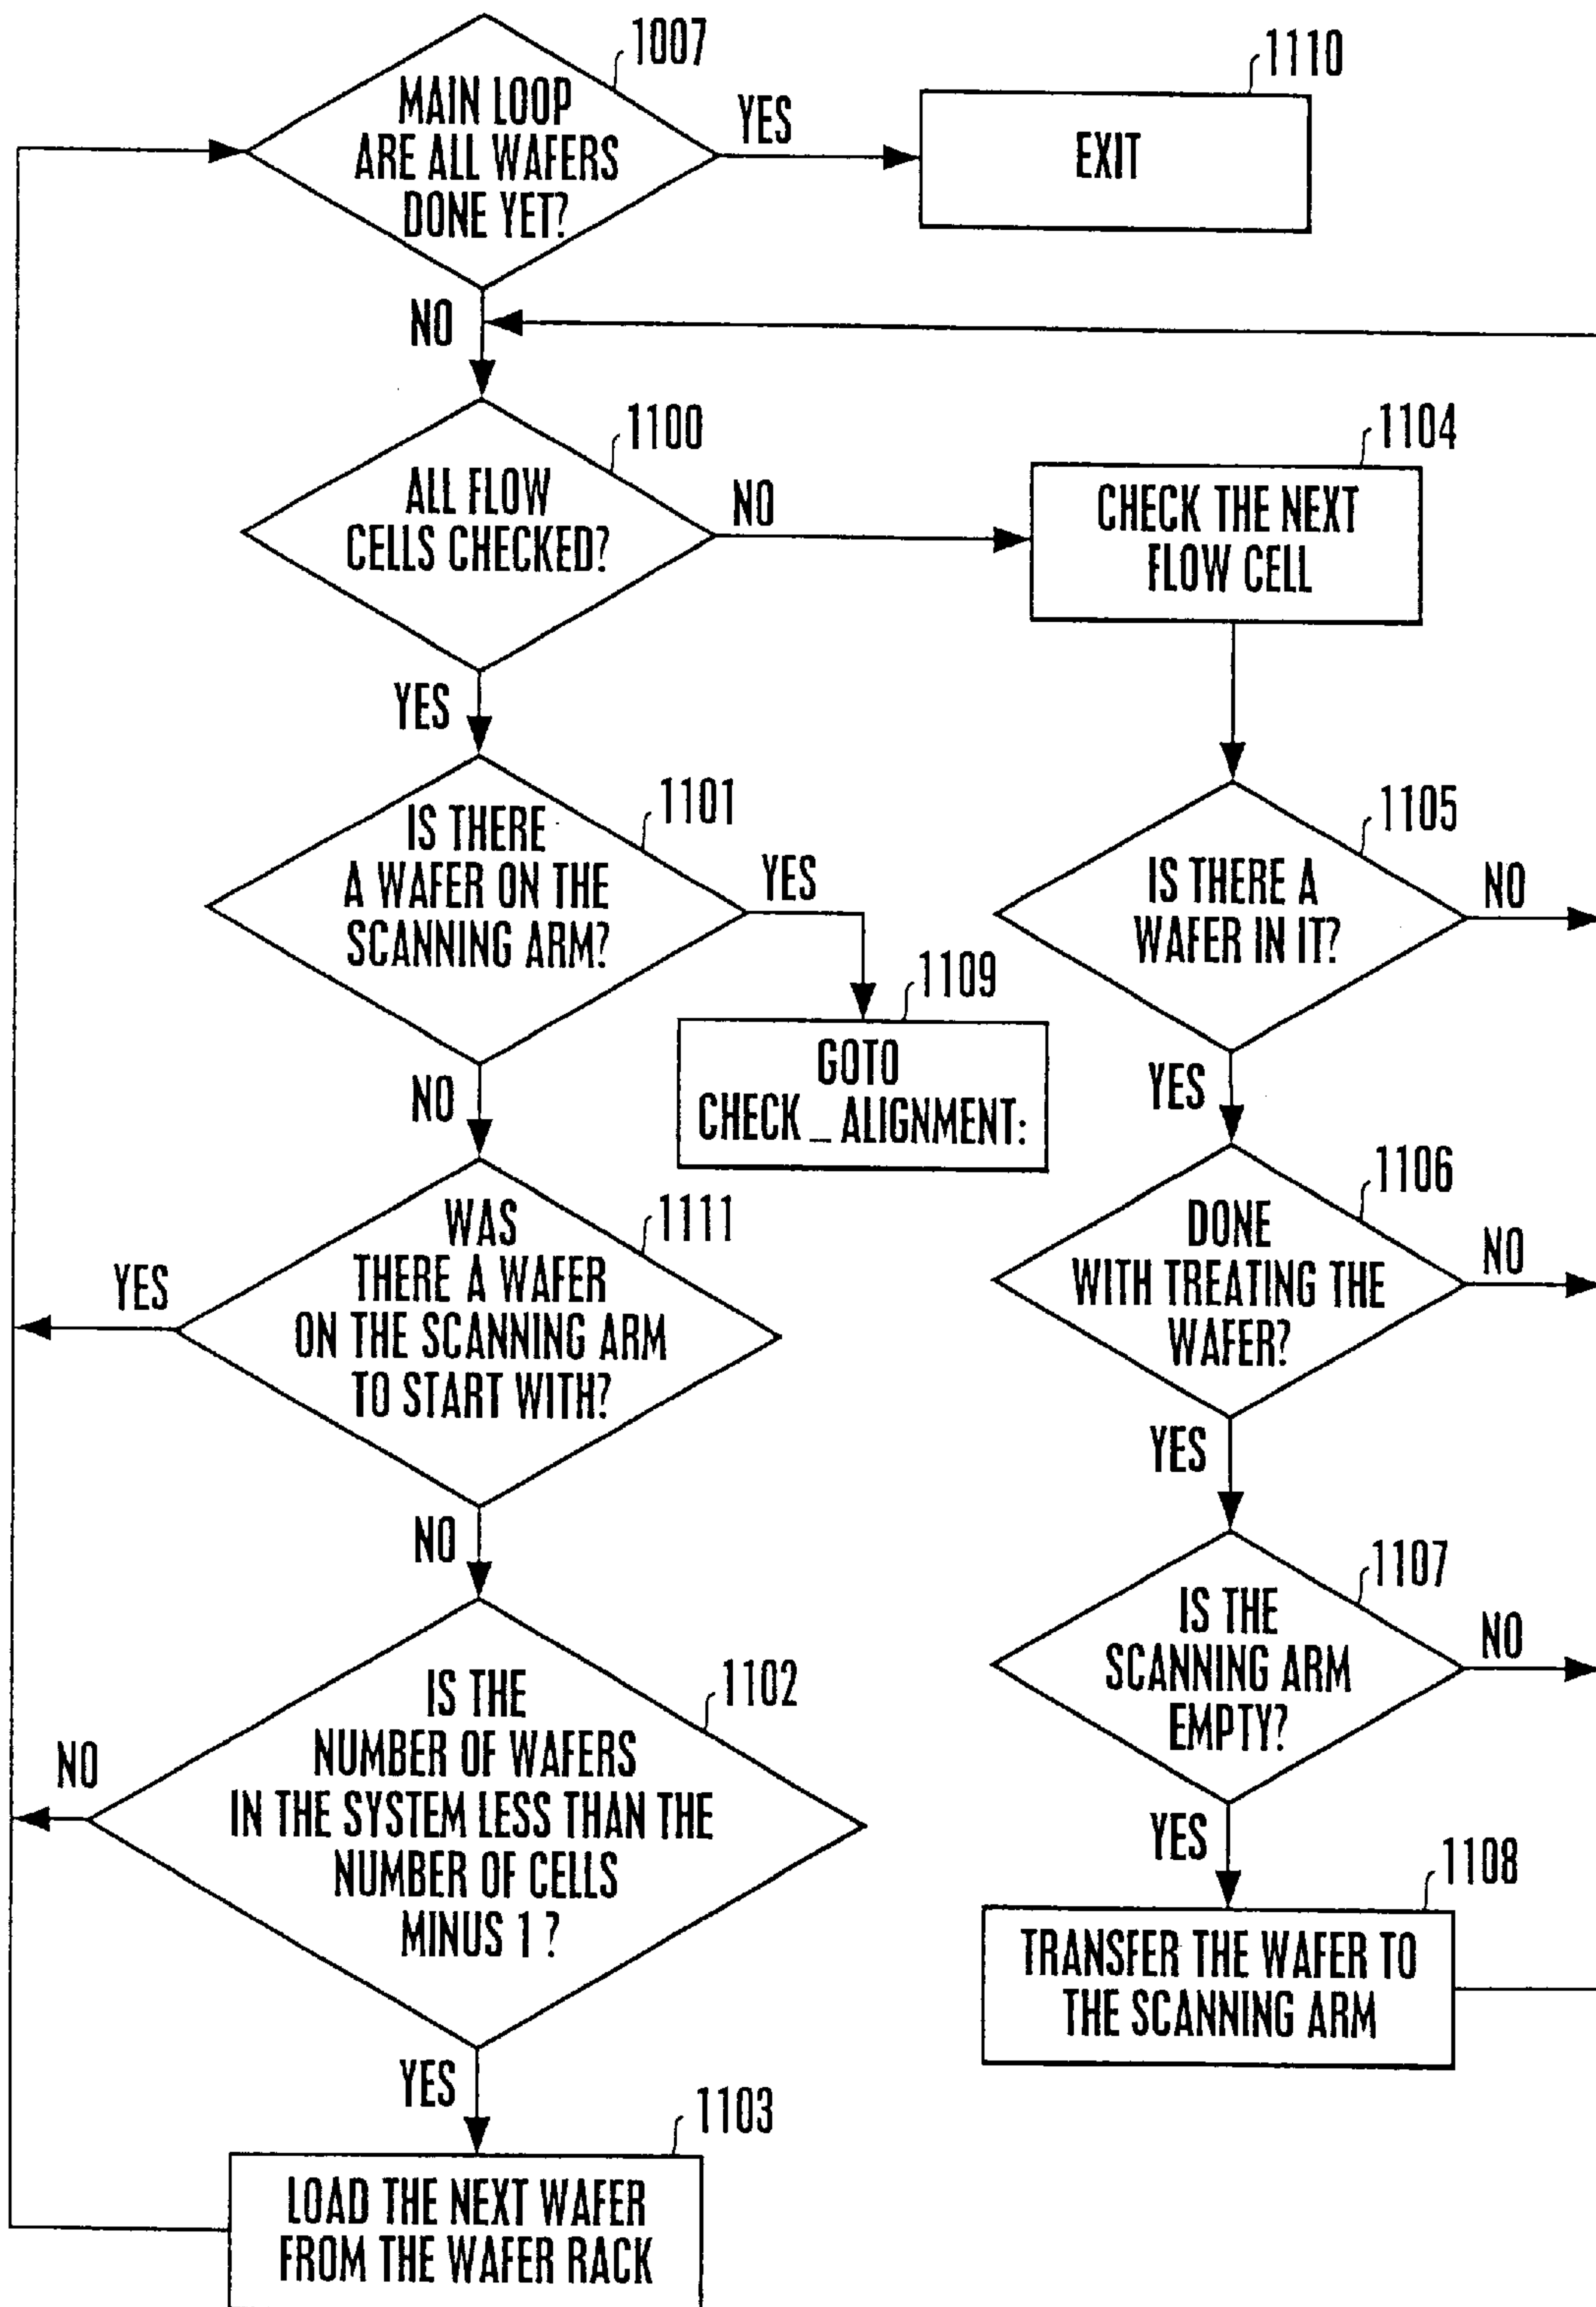 1007
MAIN LOOP
ARE ALL WAFERS
DONE YET?
YES
1110
EXIT
NO
1100
ALL FLOW
CELLS CHECKED?
NO
1104
CHECK THE NEXT
FLOW CELL
YES
1101
IS THERE
A WAFER ON THE
SCANNING ARM?
YES
1109
GOTO
CHECK_ALIGNMENT:
1105
IS THERE A
WAFER IN IT?
NO
YES
NO
1111
WAS
THERE A WAFER
ON THE SCANNING ARM
TO START WITH?
YES
1106
DONE
WITH TREATING THE
WAFER?
NO
YES
NO
1102
IS THE
NUMBER OF WAFERS
IN THE SYSTEM LESS THAN THE
NUMBER OF CELLS
MINUS 1 ?
NO
1107
IS THE
SCANNING ARM
EMPTY?
NO
YES
1108
TRANSFER THE WAFER TO
THE SCANNING ARM
YES
1103
LOAD THE NEXT WAFER
FROM THE WAFER RACK